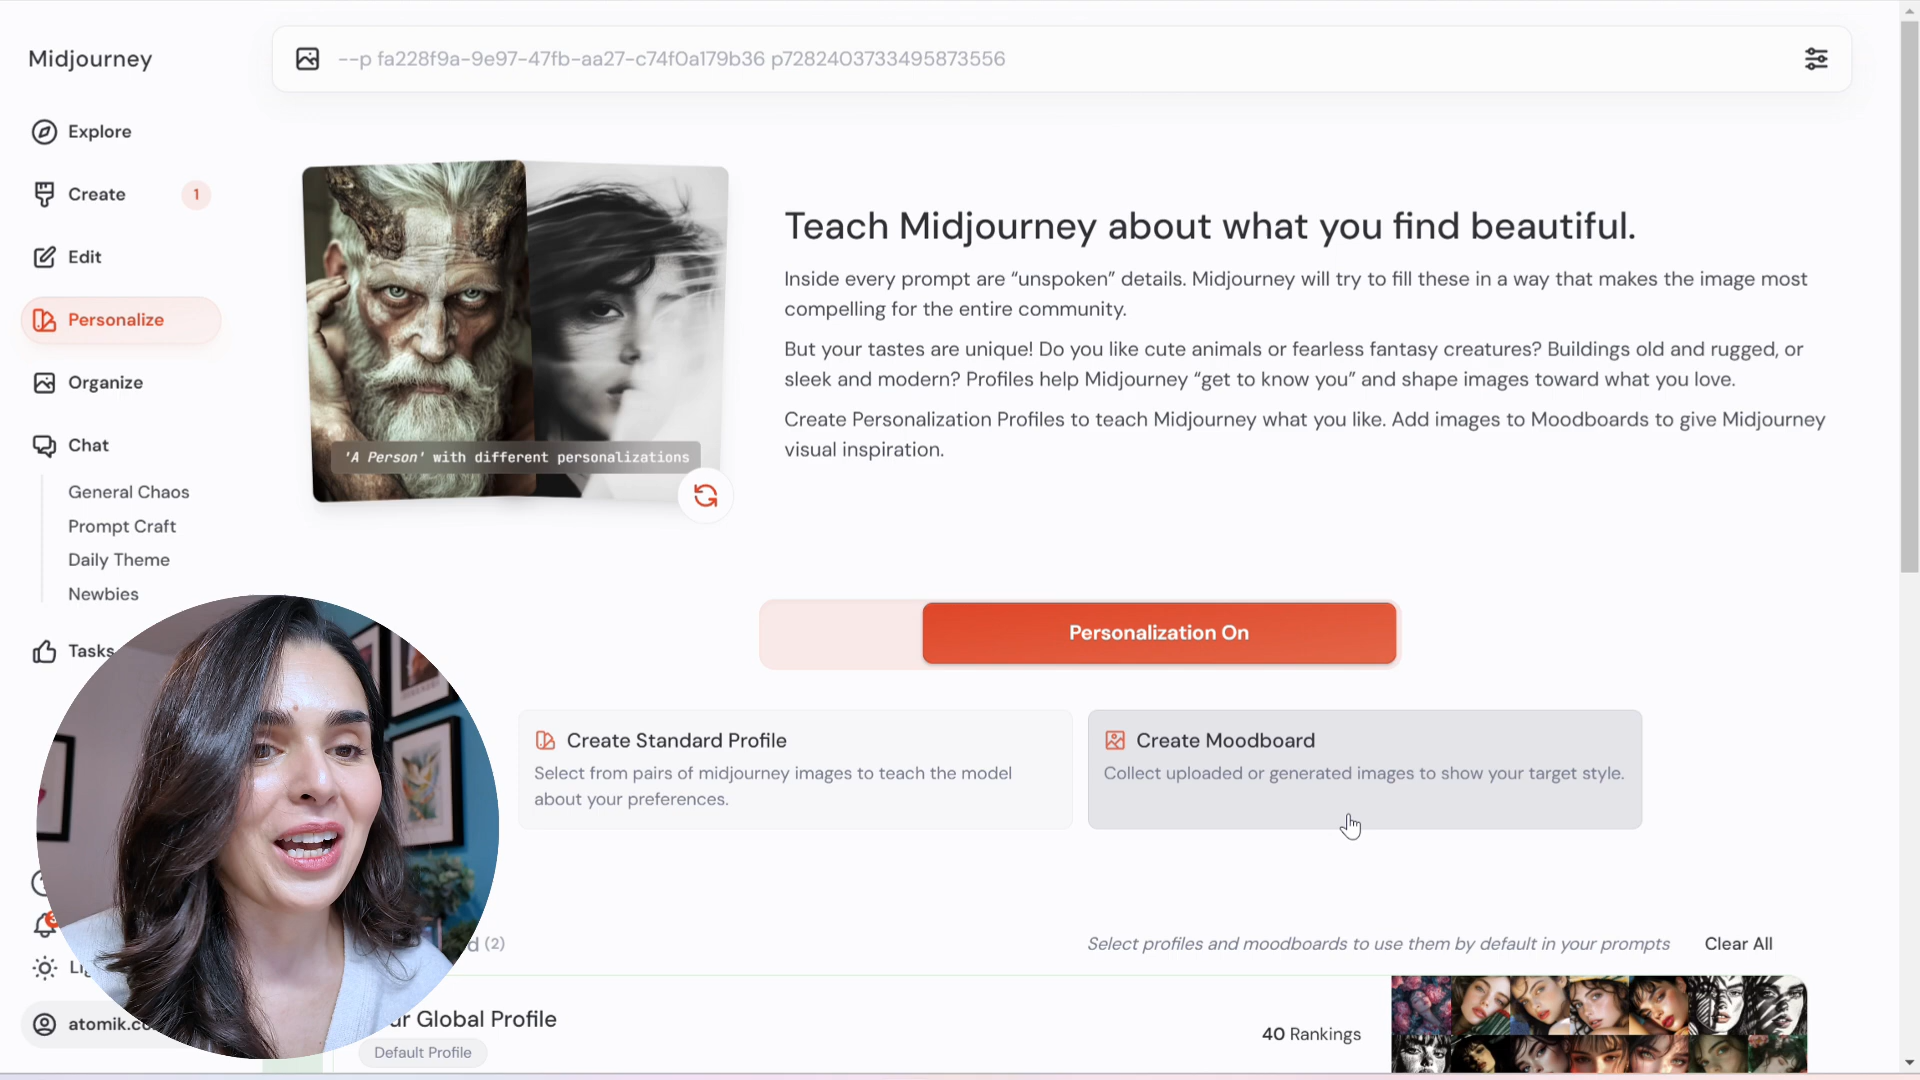 Midjourney
--p fa228f9a-9e97-47fb-aa27-c74f0a179b36 p7282403733495873556
Explore
Create
1
Edit
Personalize
Organize
Chat
General Chaos
Prompt Craft
Daily Theme
Newbies
Tasks
'A Person' with different personalizations
Teach Midjourney about what you find beautiful.
Inside every prompt are “unspoken” details. Midjourney will try to fill these in a way that makes the image most
compelling for the entire community.
But your tastes are unique! Do you like cute animals or fearless fantasy creatures? Buildings old and rugged, or
sleek and modern? Profiles help Midjourney “get to know you” and shape images toward what you love.
Create Personalization Profiles to teach Midjourney what you like. Add images to Moodboards to give Midjourney
visual inspiration.
Personalization On
Create Standard Profile
Select from pairs of midjourney images to teach the model
about your preferences.
Create Moodboard
Collect uploaded or generated images to show your target style.
(2)
Select profiles and moodboards to use them by default in your prompts
Clear All
Global Profile
Default Profile
40 Rankings